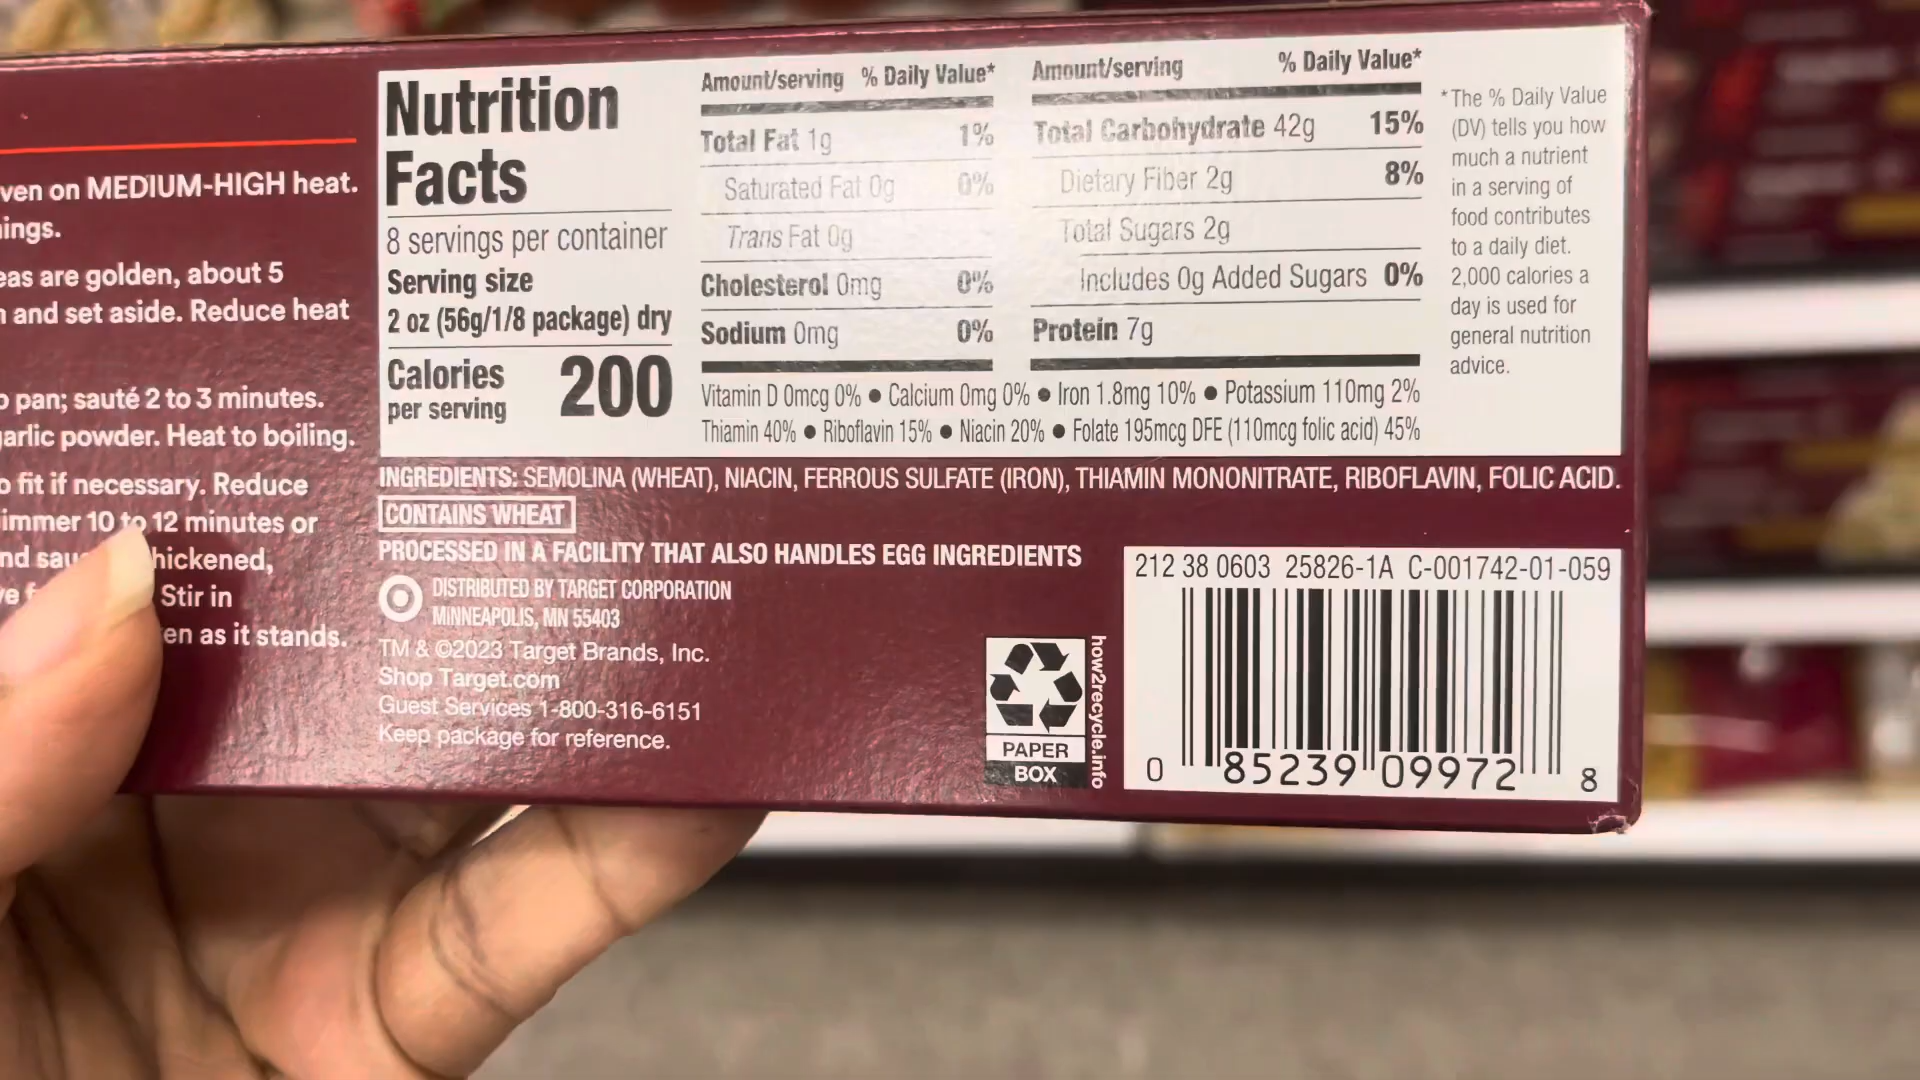 ven on MEDIUM-HIGH heat.
ings.
eas are golden, about 5
and set aside. Reduce heat
pan; sauté 2 to 3 minutes.
garlic powder. Heat to boiling.
o fit if necessary. Reduce
immer 10 to 12 minutes or
nd sau hickened,
Stir in
en as it stands.
Nutrition
Facts
8 servings per container
Serving size
2 oz (56g/1/8 package) dry
Calories
per serving 200
Amount/serving % Daily Value*
Total Fat 1g 1%
Saturated Fat 0g 0%
Trans Fat 0g
Cholesterol 0mg 0%
Sodium 0mg 0%
Amount/serving % Daily Value*
Total Carbohydrate 42g 15%
Dietary Fiber 2g 8%
Total Sugars 2g
Includes 0g Added Sugars 0%
Protein 7g
Vitamin D 0mcg 0% ● Calcium 0mg 0% ● Iron 1.8mg 10% ● Potassium 110mg 2%
Thiamin 40% ● Riboflavin 15% ● Niacin 20% ● Folate 195mcg DFE (110mcg folic acid) 45%
*The % Daily Value
(DV) tells you how
much a nutrient
in a serving of
food contributes
to a daily diet.
2,000 calories a
day is used for
general nutrition
advice.
INGREDIENTS: SEMOLINA (WHEAT), NIACIN, FERROUS SULFATE (IRON), THIAMIN MONONITRATE, RIBOFLAVIN, FOLIC ACID.
CONTAINS WHEAT
PROCESSED IN A FACILITY THAT ALSO HANDLES EGG INGREDIENTS
DISTRIBUTED BY TARGET CORPORATION
MINNEAPOLIS, MN 55403
TM & ©2023 Target Brands, Inc.
Shop Target.com
Guest Services 1-800-316-6151
Keep package for reference.
PAPER
BOX
how2recycle.info
212 38 0603 25826-1A C-001742-01-059
0 85239 09972 8